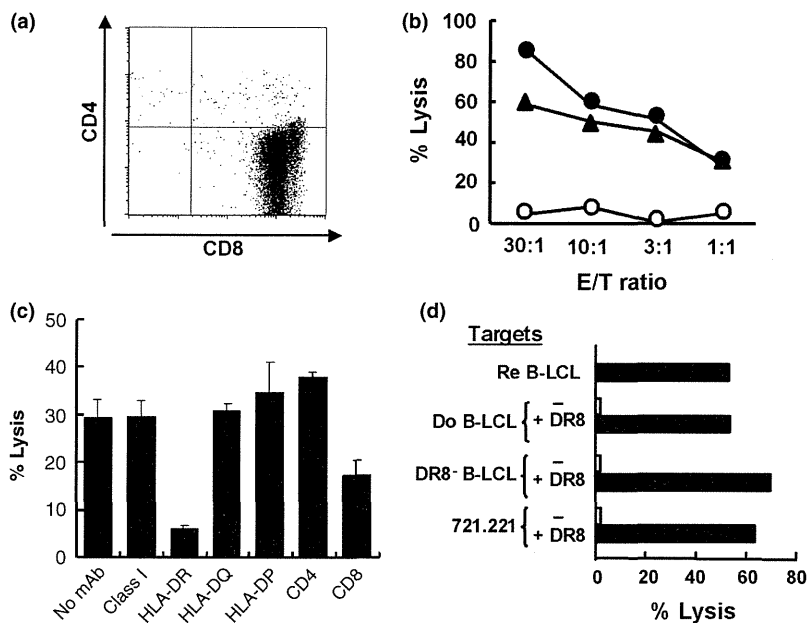 (a)
CD4
CD8
(b)
% Lysis
100
80
60
40
20
0
30:1 10:1 3:1 1:1
E/T ratio
(c)
% Lysis
50
40
30
20
10
0
No mAb Class I HLA-DR HLA-DQ HLA-DP CD4 CD8
(d)
Targets
Re B-LCL
Do B-LCL { –
+ DR8
DR8- B-LCL { –
+ DR8
721.221 { –
+ DR8
0 20 40 60 80
% Lysis